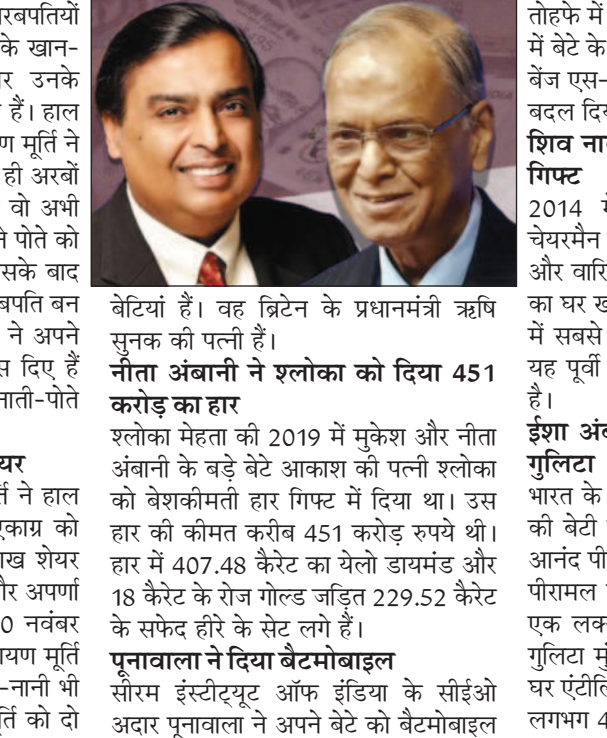 रबपतियों
के खान-
उनके
हैं। हाल
मूर्ति ने
ही अरबों
वो अभी
पोते को
सके बाद
बपति बन
ने अपने
दिए हैं
नाती-पोते
यर
ने हाल
एकाग्र को
शेयर
अपर्णा
0 नवंबर
मूर्ति
-नानी भी
को दो
बेटियां हैं। वह ब्रिटेन के प्रधानमंत्री ऋषि
सुनक की पत्नी हैं।
नीता अंबानी ने श्लोका को दिया 451
करोड़ का हार
श्लोका मेहता की 2019 में मुकेश और नीता
अंबानी के बड़े बेटे आकाश की पत्नी श्लोका
को बेशकीमती हार गिफ्ट में दिया था। उस
हार की कीमत करीब 451 करोड़ रुपये थी।
हार में 407.48 कैरेट का येलो डायमंड और
18 कैरेट के रोज गोल्ड जड़ित 229.52 कैरेट
के सफेद हीरे के सेट लगे हैं।
पूनावाला ने दिया बैटमोबाइल
सीरम इंस्टीट्यूट ऑफ इंडिया के सीईओ
अदार पूनावाला ने अपने बेटे को बैटमोबाइल
तोहफे में
में बेटे के
बेंज एस-
बदल
शिव
गिफ्ट
2014
चेयरमैन
और
का घर
में सबसे
यह पूर्वी
है।
ईशा
गुलिटा
भारत के
की बेटी
आनंद
पीरामल
एक
गुलिटा
घर
लगभग 4